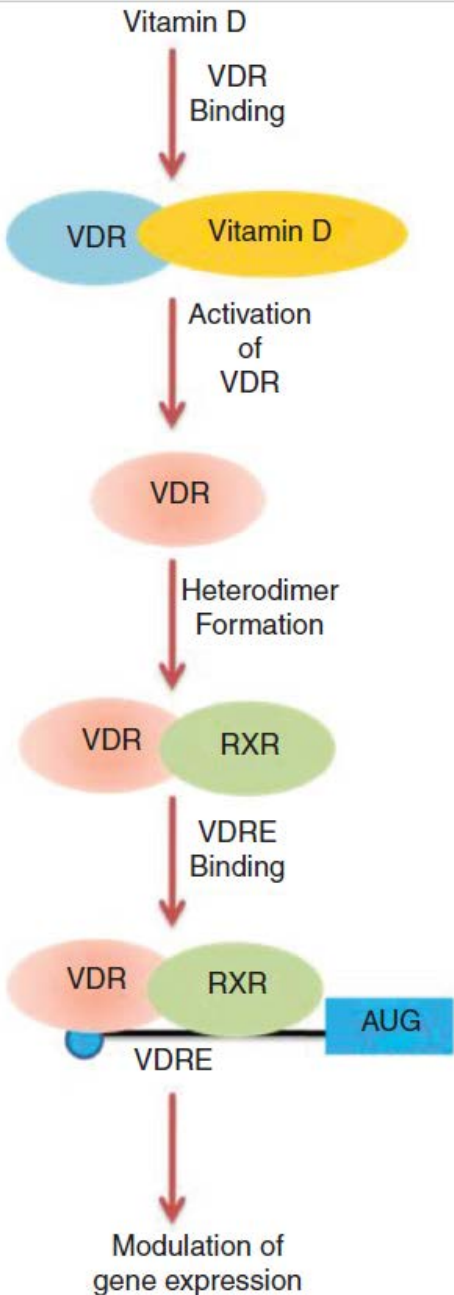 Vitamin D
VDR
Binding
VDR
Vitamin D
Activation
of
VDR
VDR
Heterodimer
Formation
VDR
RXR
VDRE
Binding
VDR
RXR
AUG
VDRE
Modulation of
gene expression